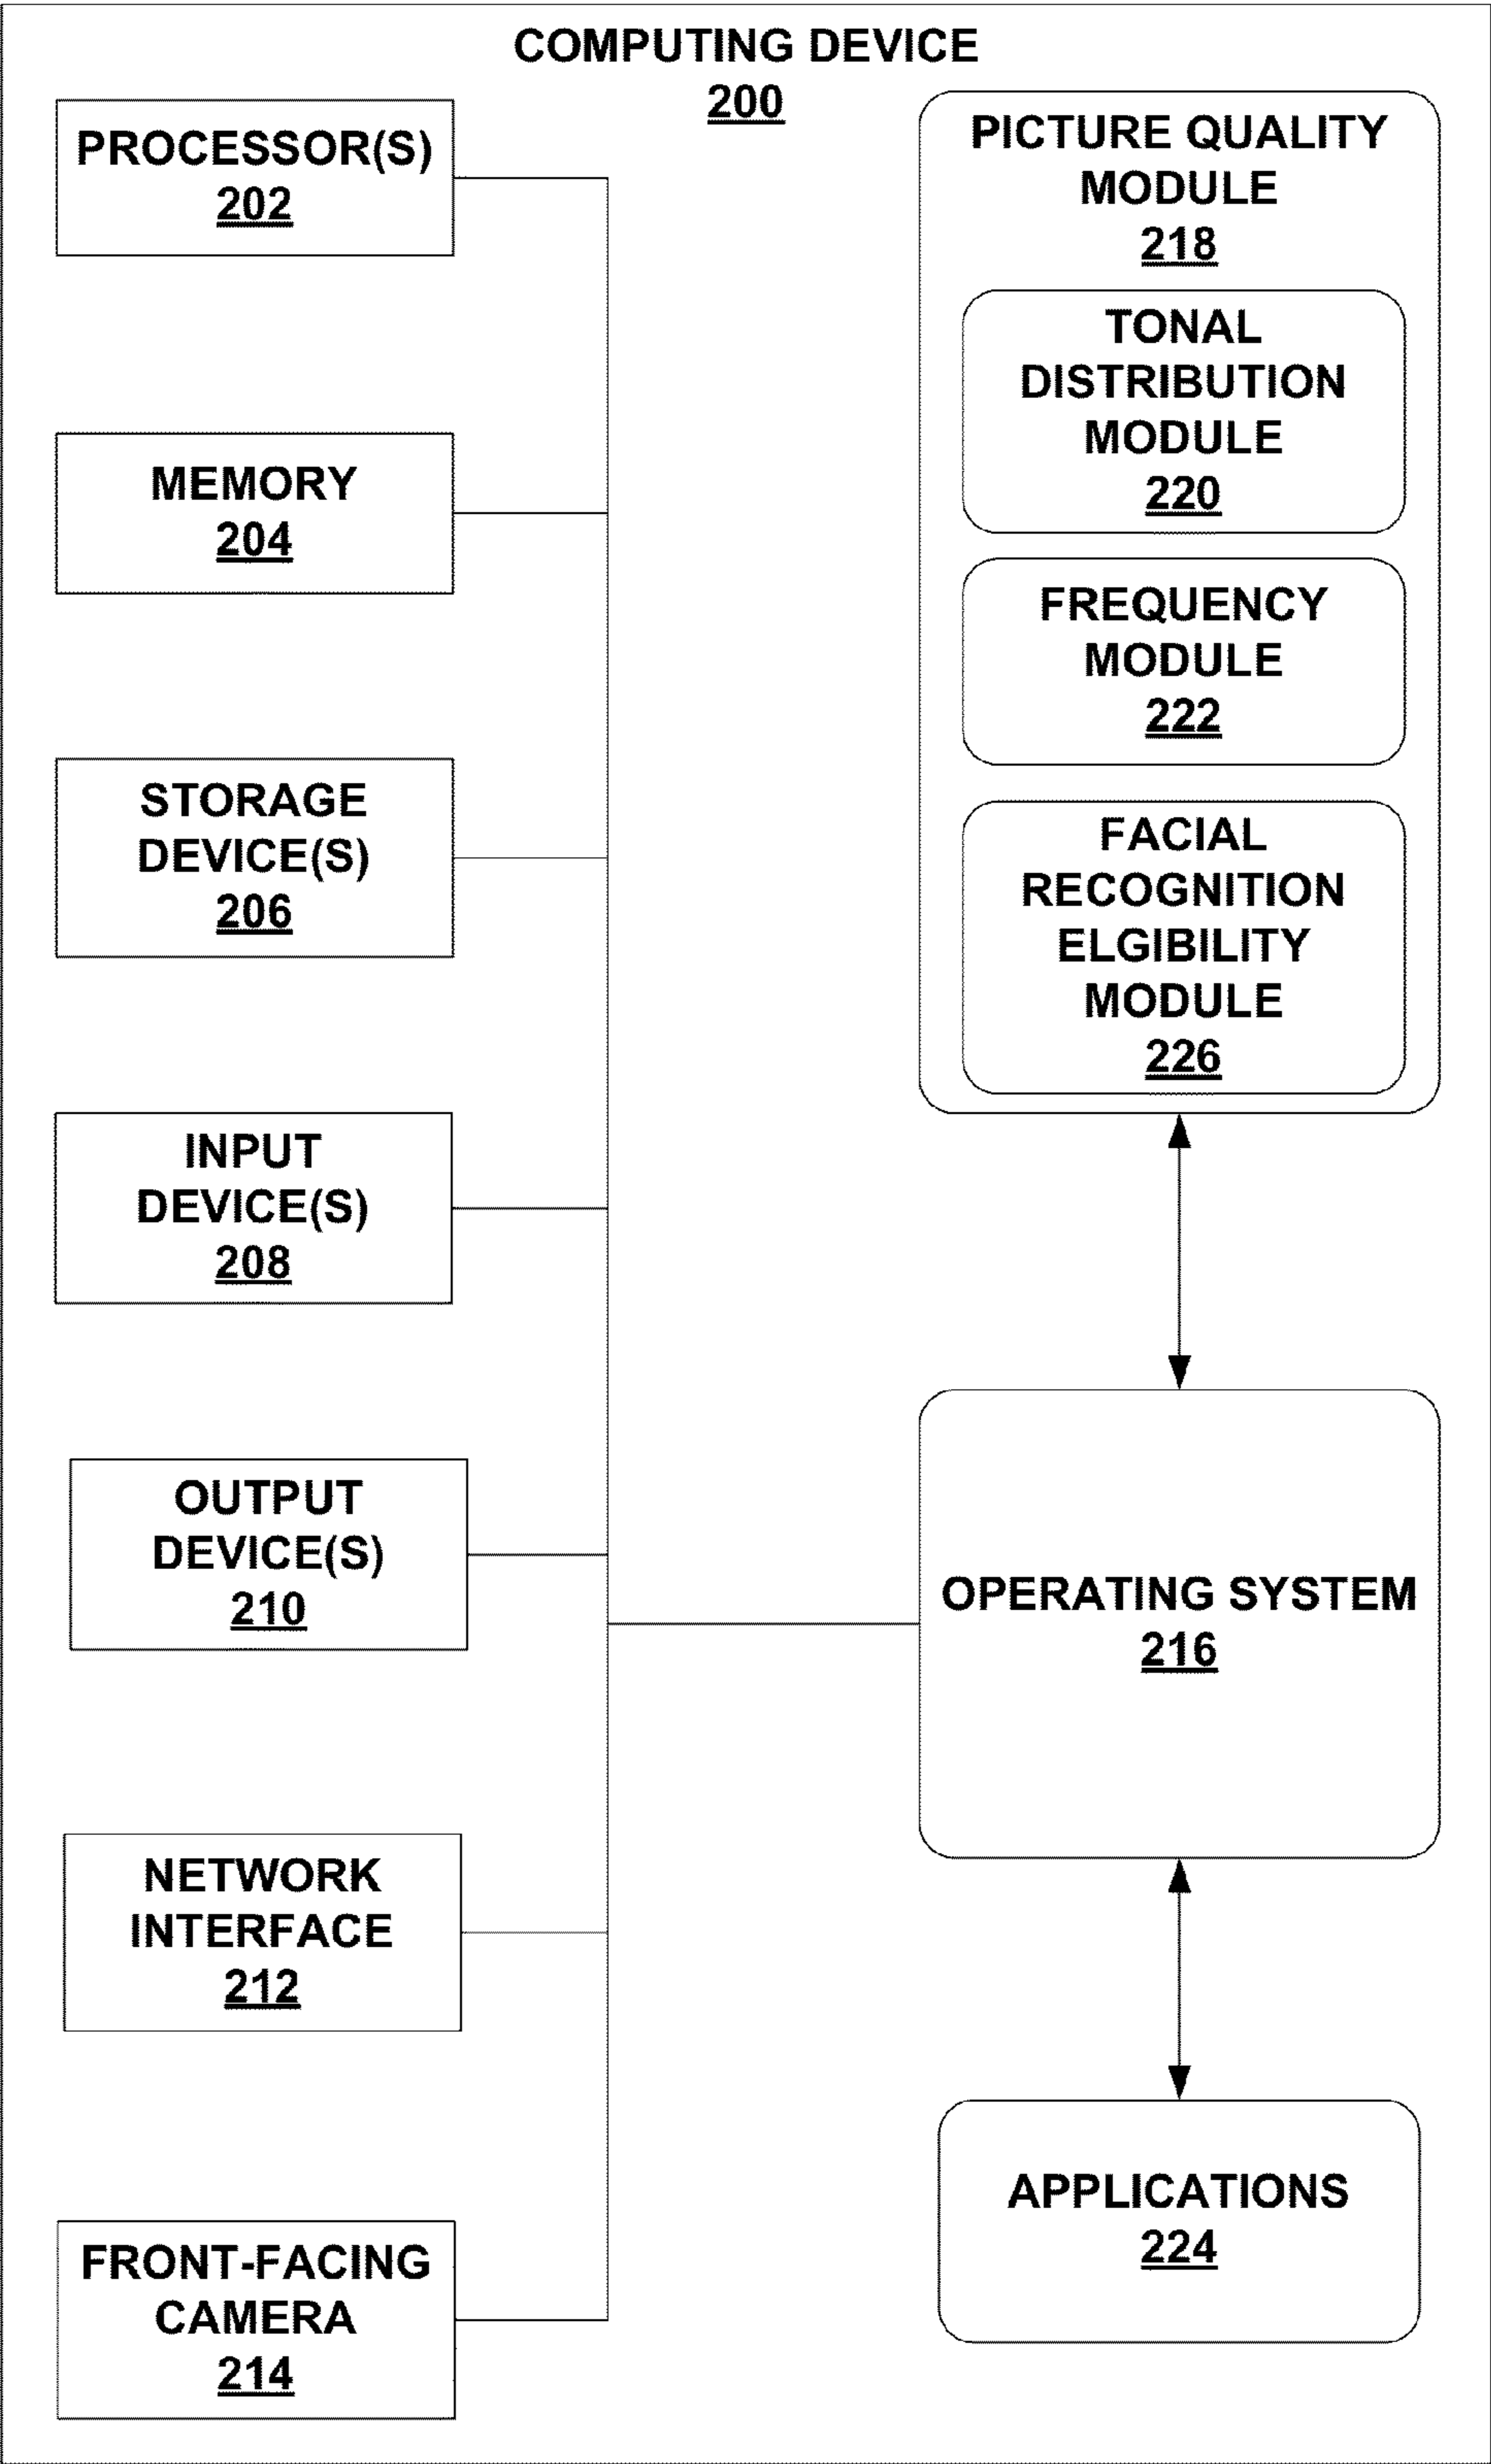 COMPUTING DEVICE
200
PROCESSOR(S)
202
MEMORY
204
STORAGE
DEVICE(S)
206
INPUT
DEVICE(S)
208
OUTPUT
DEVICE(S)
210
NETWORK
INTERFACE
212
FRONT-FACING
CAMERA
214
PICTURE QUALITY
MODULE
218
TONAL
DISTRIBUTION
MODULE
220
FREQUENCY
MODULE
222
FACIAL
RECOGNITION
ELGIBILITY
MODULE
226
OPERATING SYSTEM
216
APPLICATIONS
224